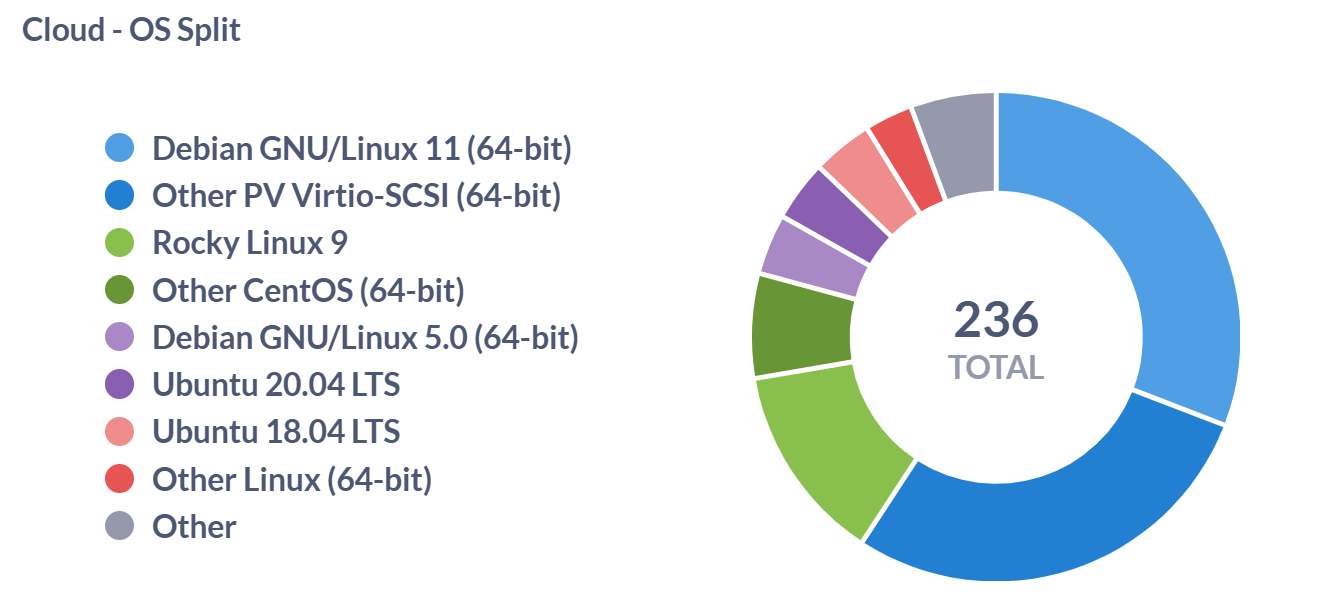 Cloud - OS Split
Debian GNU/Linux 11 (64-bit)
Other PV Virtio-SCSI (64-bit)
Rocky Linux 9
Other CentOS (64-bit)
Debian GNU/Linux 5.0 (64-bit)
Ubuntu 20.04 LTS
Ubuntu 18.04 LTS
Other Linux (64-bit)
Other
236
TOTAL